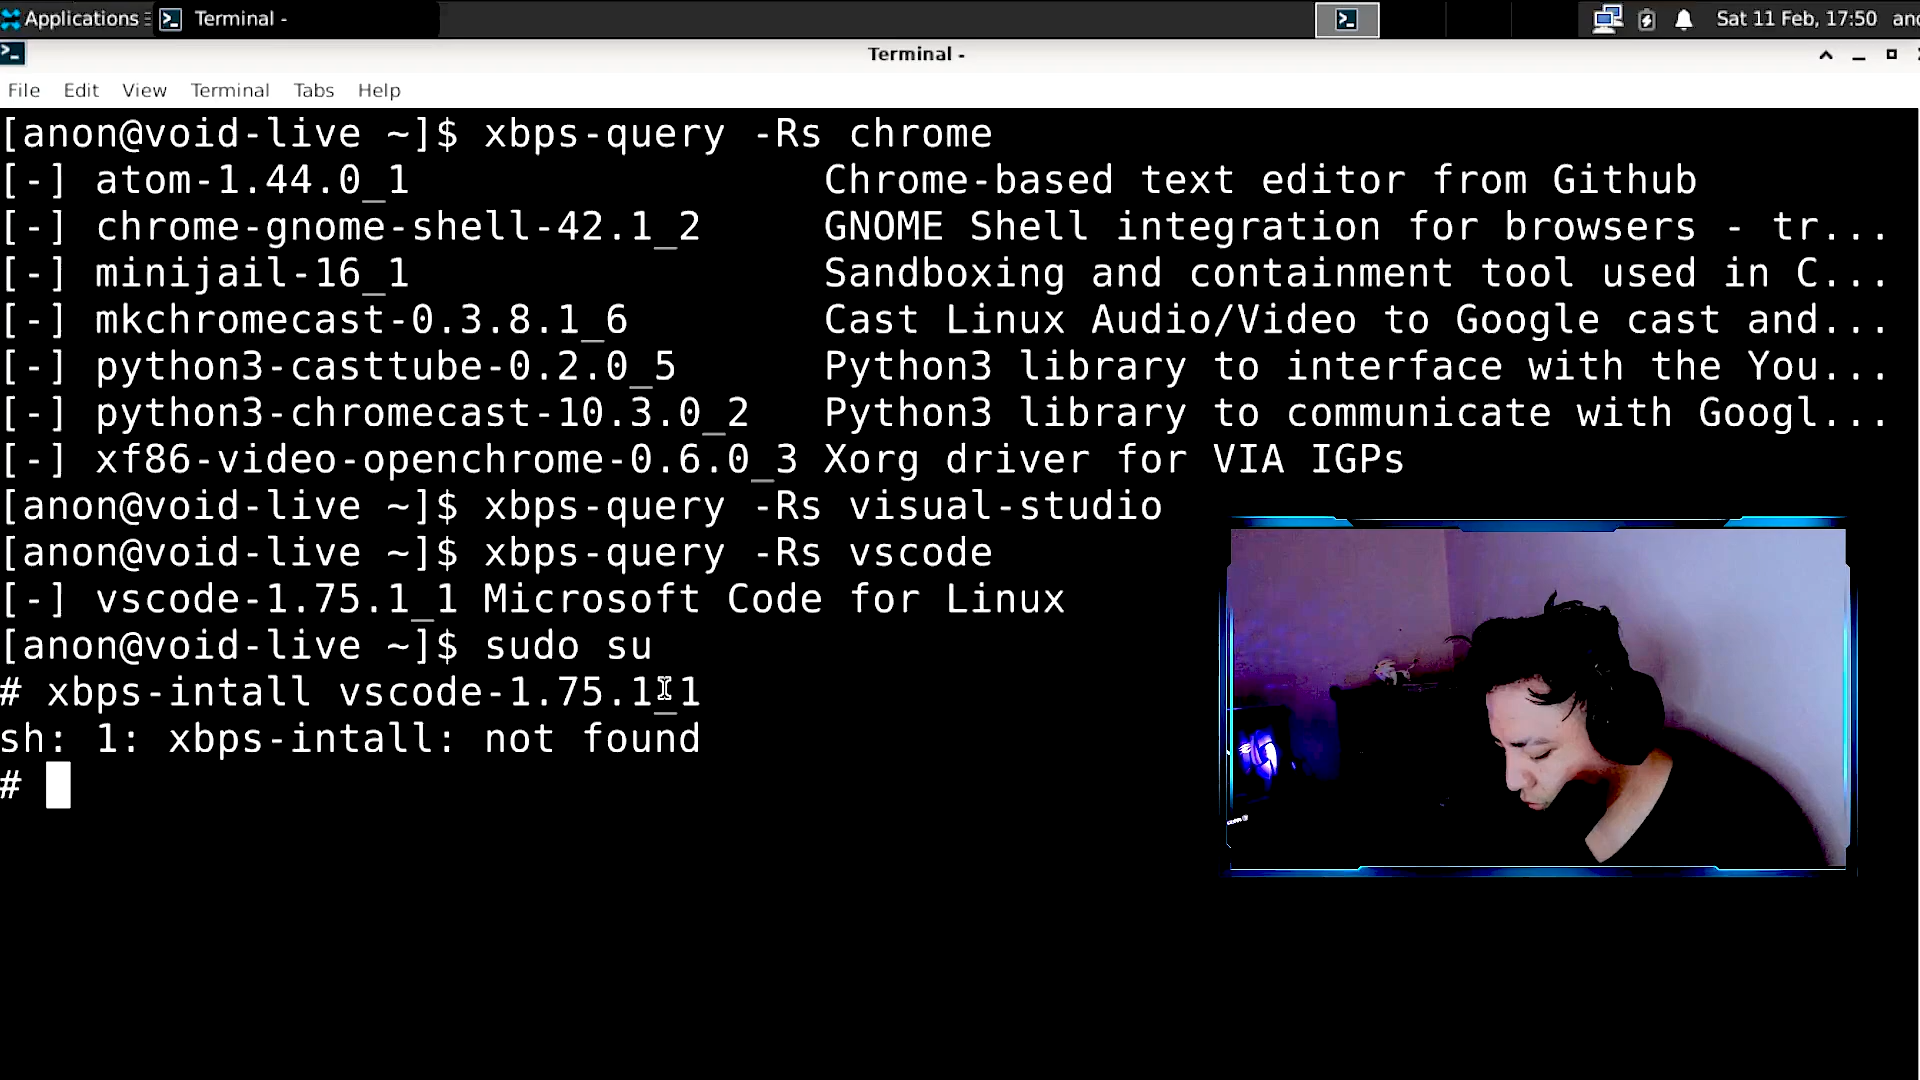 Applications
Terminal -
Sat 11 Feb, 17:50
Terminal -
File Edit View Terminal Tabs Help
[anon@void-live ~]$ xbps-query -Rs chrome
[-] atom-1.44.0_1 Chrome-based text editor from Github
[-] chrome-gnome-shell-42.1_2 GNOME Shell integration for browsers - tr...
[-] minijail-16_1 Sandboxing and containment tool used in C...
[-] mkchromecast-0.3.8.1_6 Cast Linux Audio/Video to Google cast and...
[-] python3-casttube-0.2.0_5 Python3 library to interface with the You...
[-] python3-chromecast-10.3.0_2 Python3 library to communicate with Googl...
[-] xf86-video-openchrome-0.6.0_3 Xorg driver for VIA IGPs
[anon@void-live ~]$ xbps-query -Rs visual-studio
[anon@void-live ~]$ xbps-query -Rs vscode
[-] vscode-1.75.1_1 Microsoft Code for Linux
[anon@void-live ~]$ sudo su
# xbps-intall vscode-1.75.1_1
sh: 1: xbps-intall: not found
#